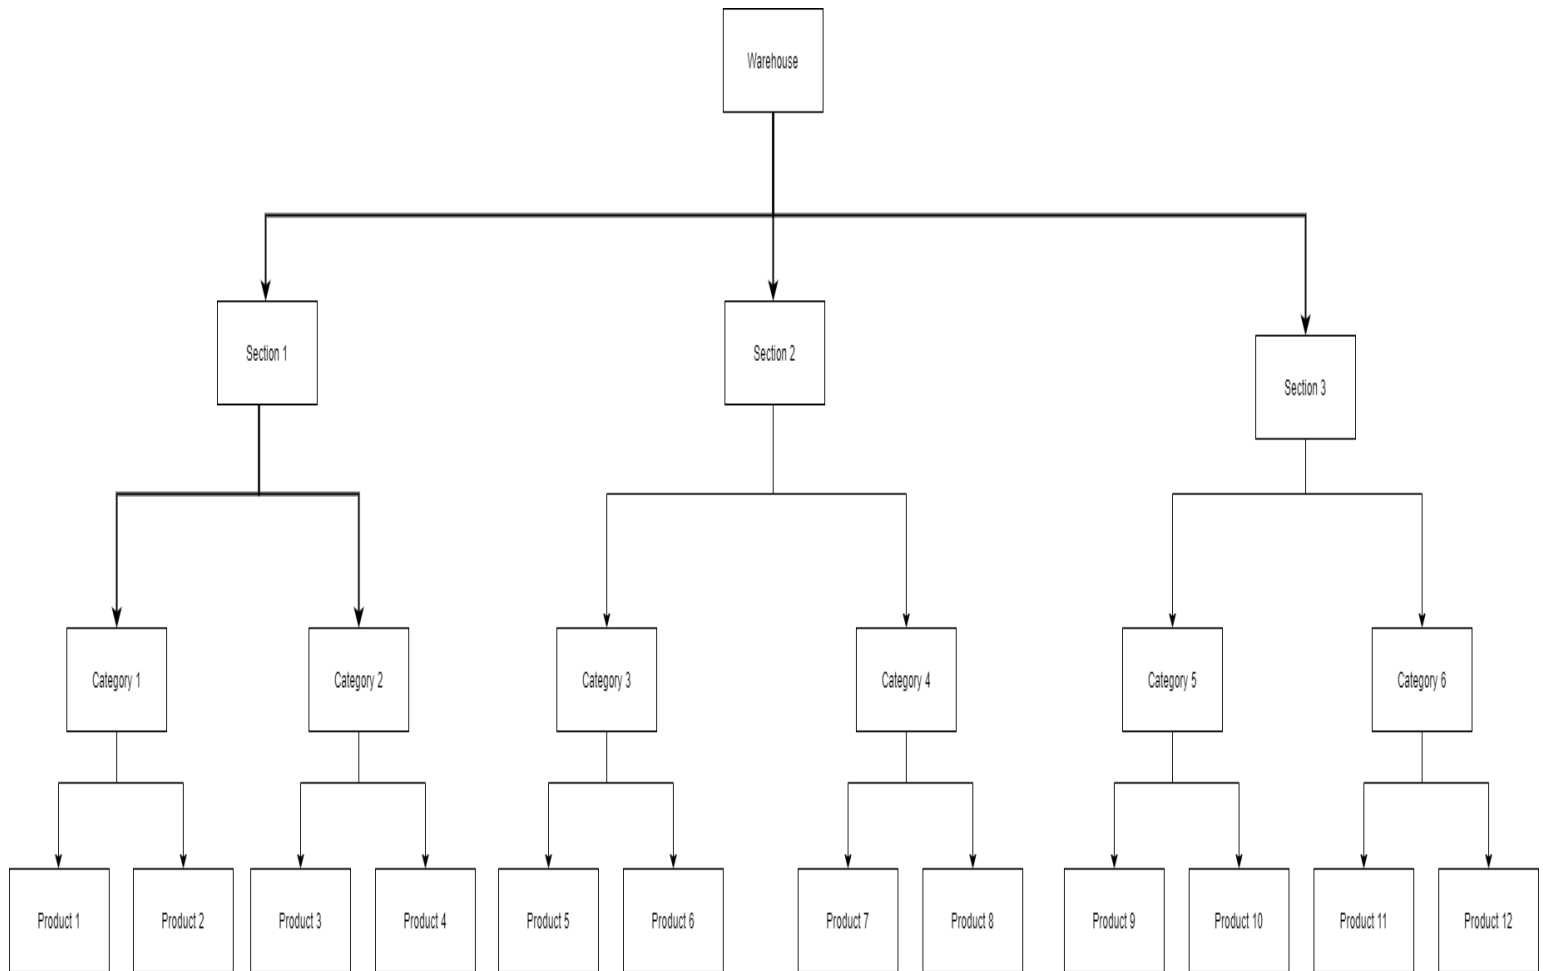 Warehouse
Section 1
Section 2
Section 3
Category 1
Category 2
Category 3
Category 4
Category 5
Category 6
Product 1
Product 2
Product 3
Product 4
Product 5
Product 6
Product 7
Product 8
Product 9
Product 10
Product 11
Product 12